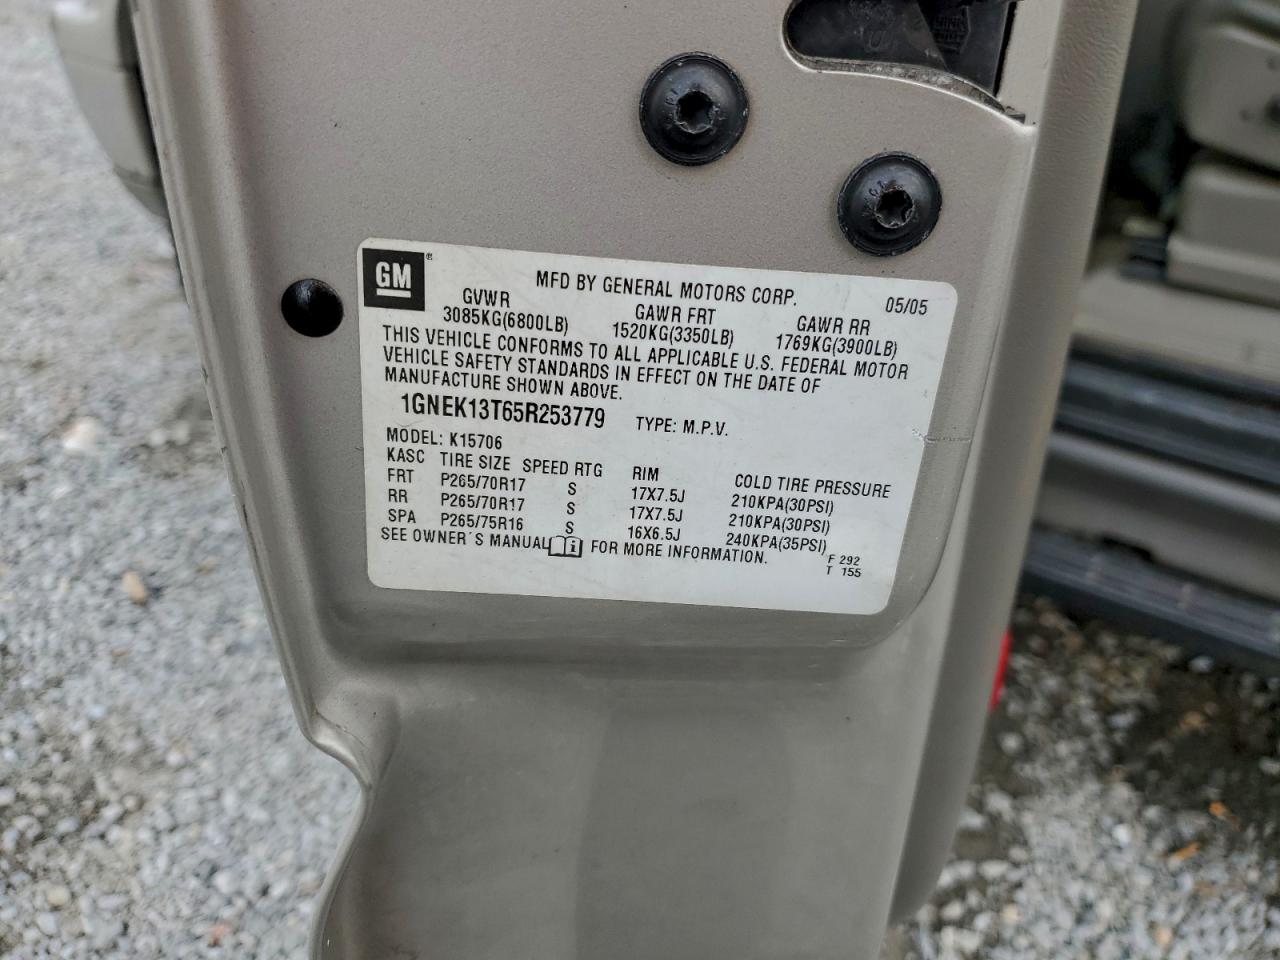 GM ®
MFD BY GENERAL MOTORS CORP. 05/05
GVWR GAWR FRT GAWR RR
3085KG(6800LB) 1520KG(3350LB) 1769KG(3900LB)
THIS VEHICLE CONFORMS TO ALL APPLICABLE U.S. FEDERAL MOTOR
VEHICLE SAFETY STANDARDS IN EFFECT ON THE DATE OF
MANUFACTURE SHOWN ABOVE.
1GNEK13T65R253779 TYPE: M.P.V.
MODEL: K15706
KASC TIRE SIZE SPEED RTG RIM COLD TIRE PRESSURE
FRT P265/70R17 S 17X7.5J 210KPA(30PSI)
RR P265/70R17 S 17X7.5J 210KPA(30PSI)
SPA P265/75R16 S 16X6.5J 240KPA(35PSI)
SEE OWNER'S MANUAL FOR MORE INFORMATION.
F 292
T 155